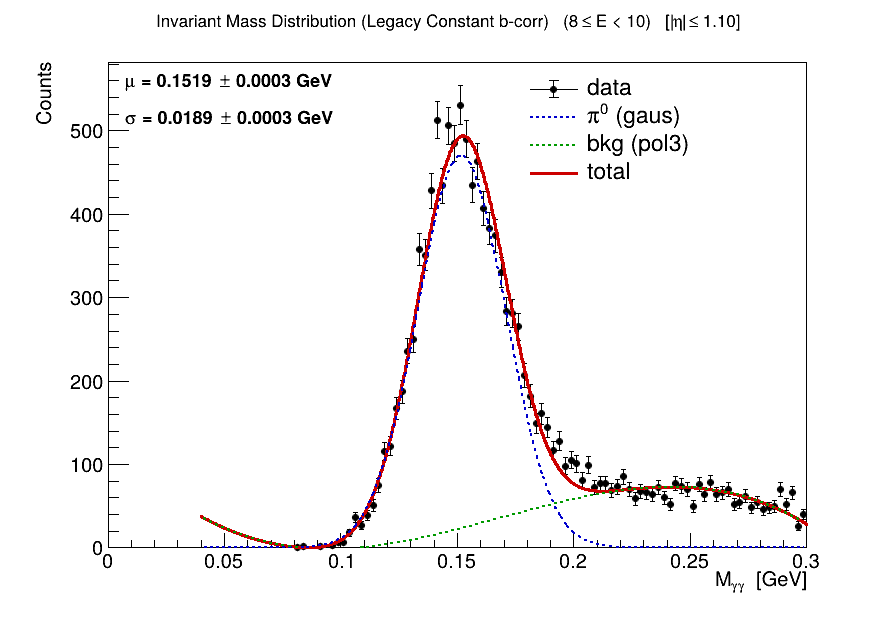 Invariant Mass Distribution (Legacy Constant b-corr) (8 ≤ E < 10) [|η| ≤ 1.10]
Counts
μ = 0.1519 ± 0.0003 GeV
σ = 0.0189 ± 0.0003 GeV
data
π⁰ (gaus)
bkg (pol3)
total
500
400
300
200
100
0
0 0.05 0.1 0.15 0.2 0.25 0.3
Mγγ [GeV]